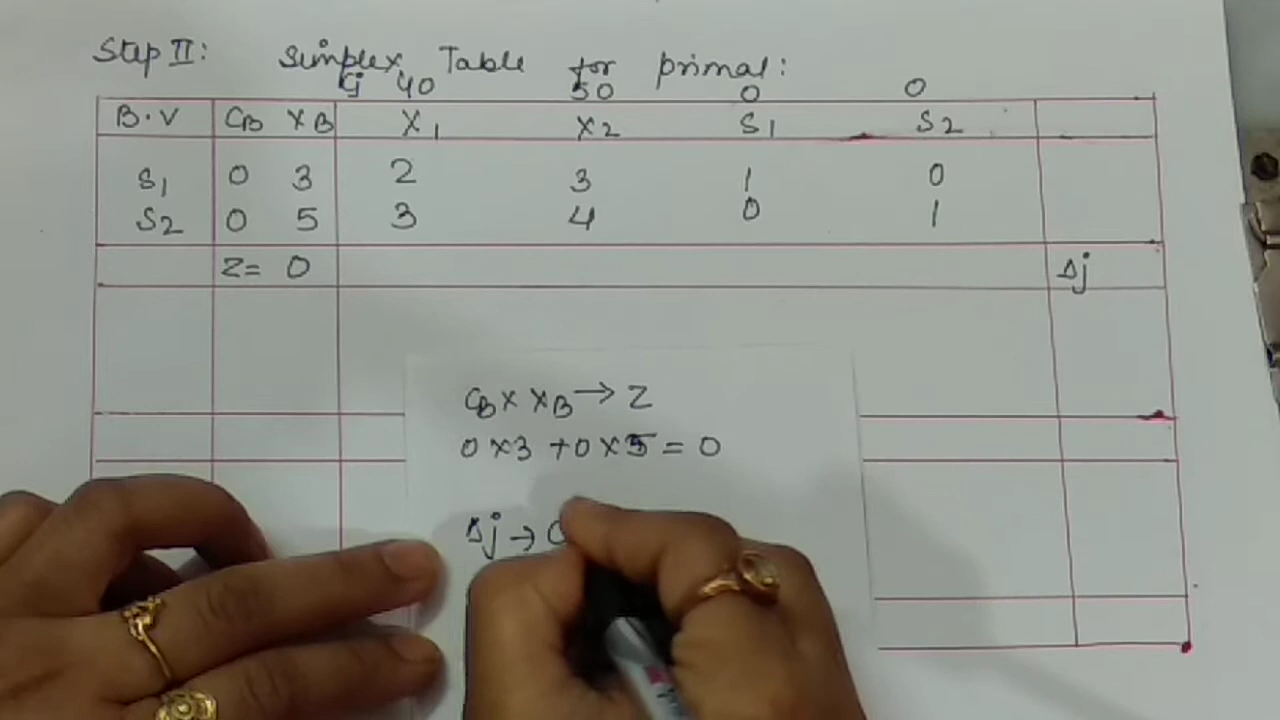 Step II: Simplex Table for primal:
Cj 40 50 0 0
B.V CB XB X1 X2 S1 S2
S1 0 3 2 3 1 0
S2 0 5 3 4 0 1
Z= 0 Δj
CB × XB → Z
0 × 3 + 0 × 5 = 0
Δj → C